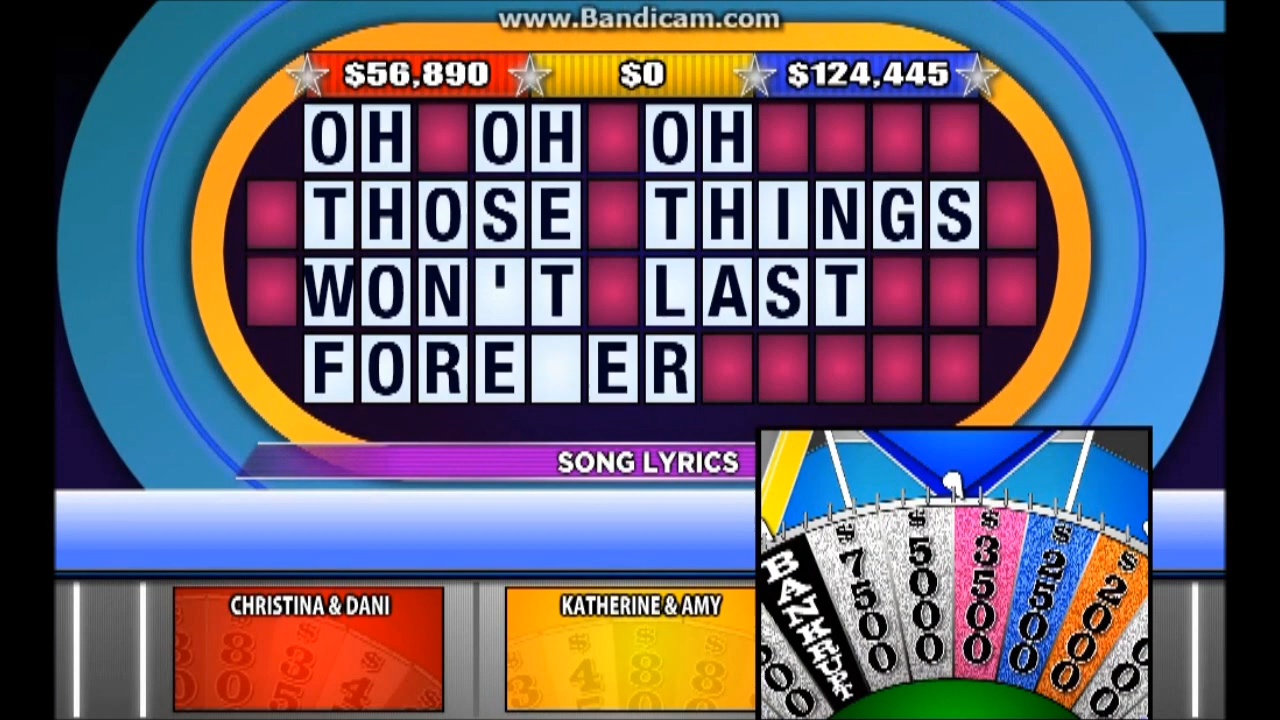 www.Bandicam.com
$56,890 $0 $124,445
OH OH OH
THOSE THINGS
WON'T LAST
FORE ER
SONG LYRICS
CHRISTINA & DANI KATHERINE & AMY
$7500 $5000 $3500 $2500 $2000